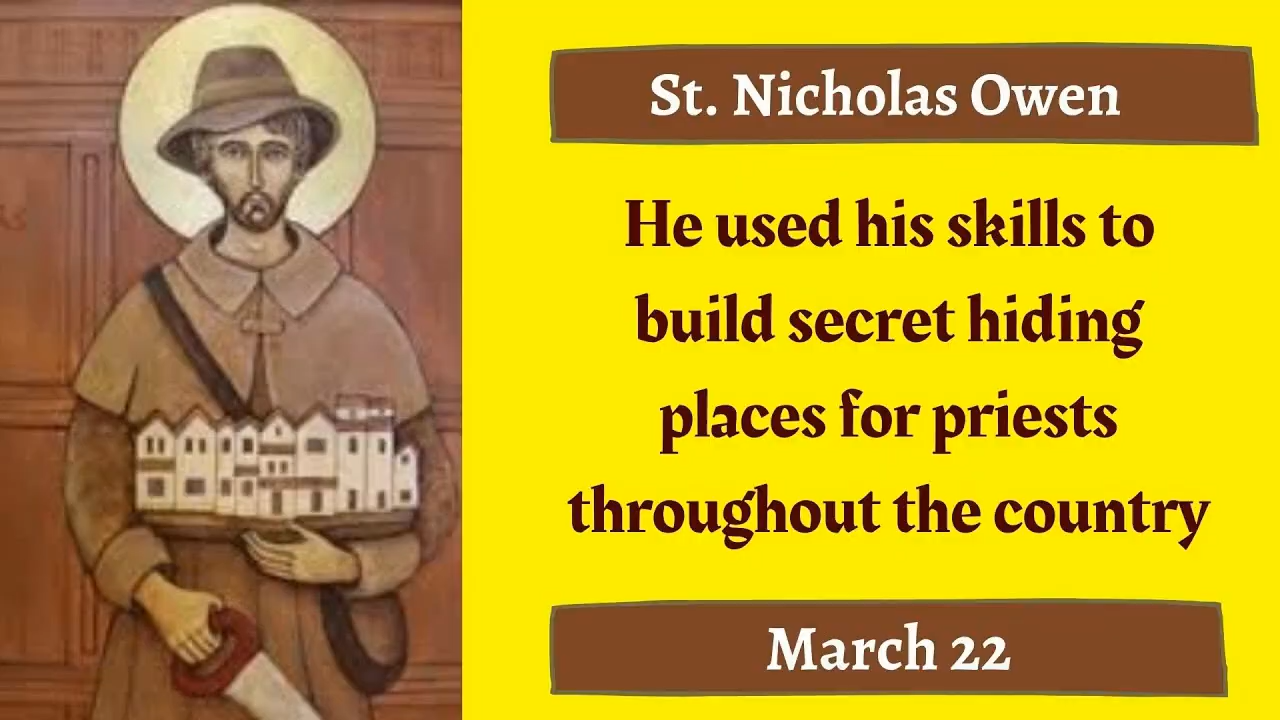 St. Nicholas Owen
He used his skills to
build secret hiding
places for priests
throughout the country
March 22